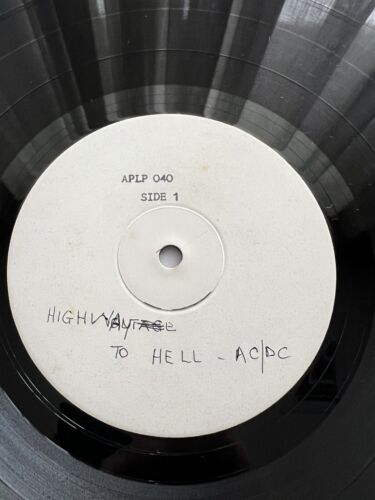 APLP 040
SIDE 1
HIGHWAY
TO HELL - AC/DC